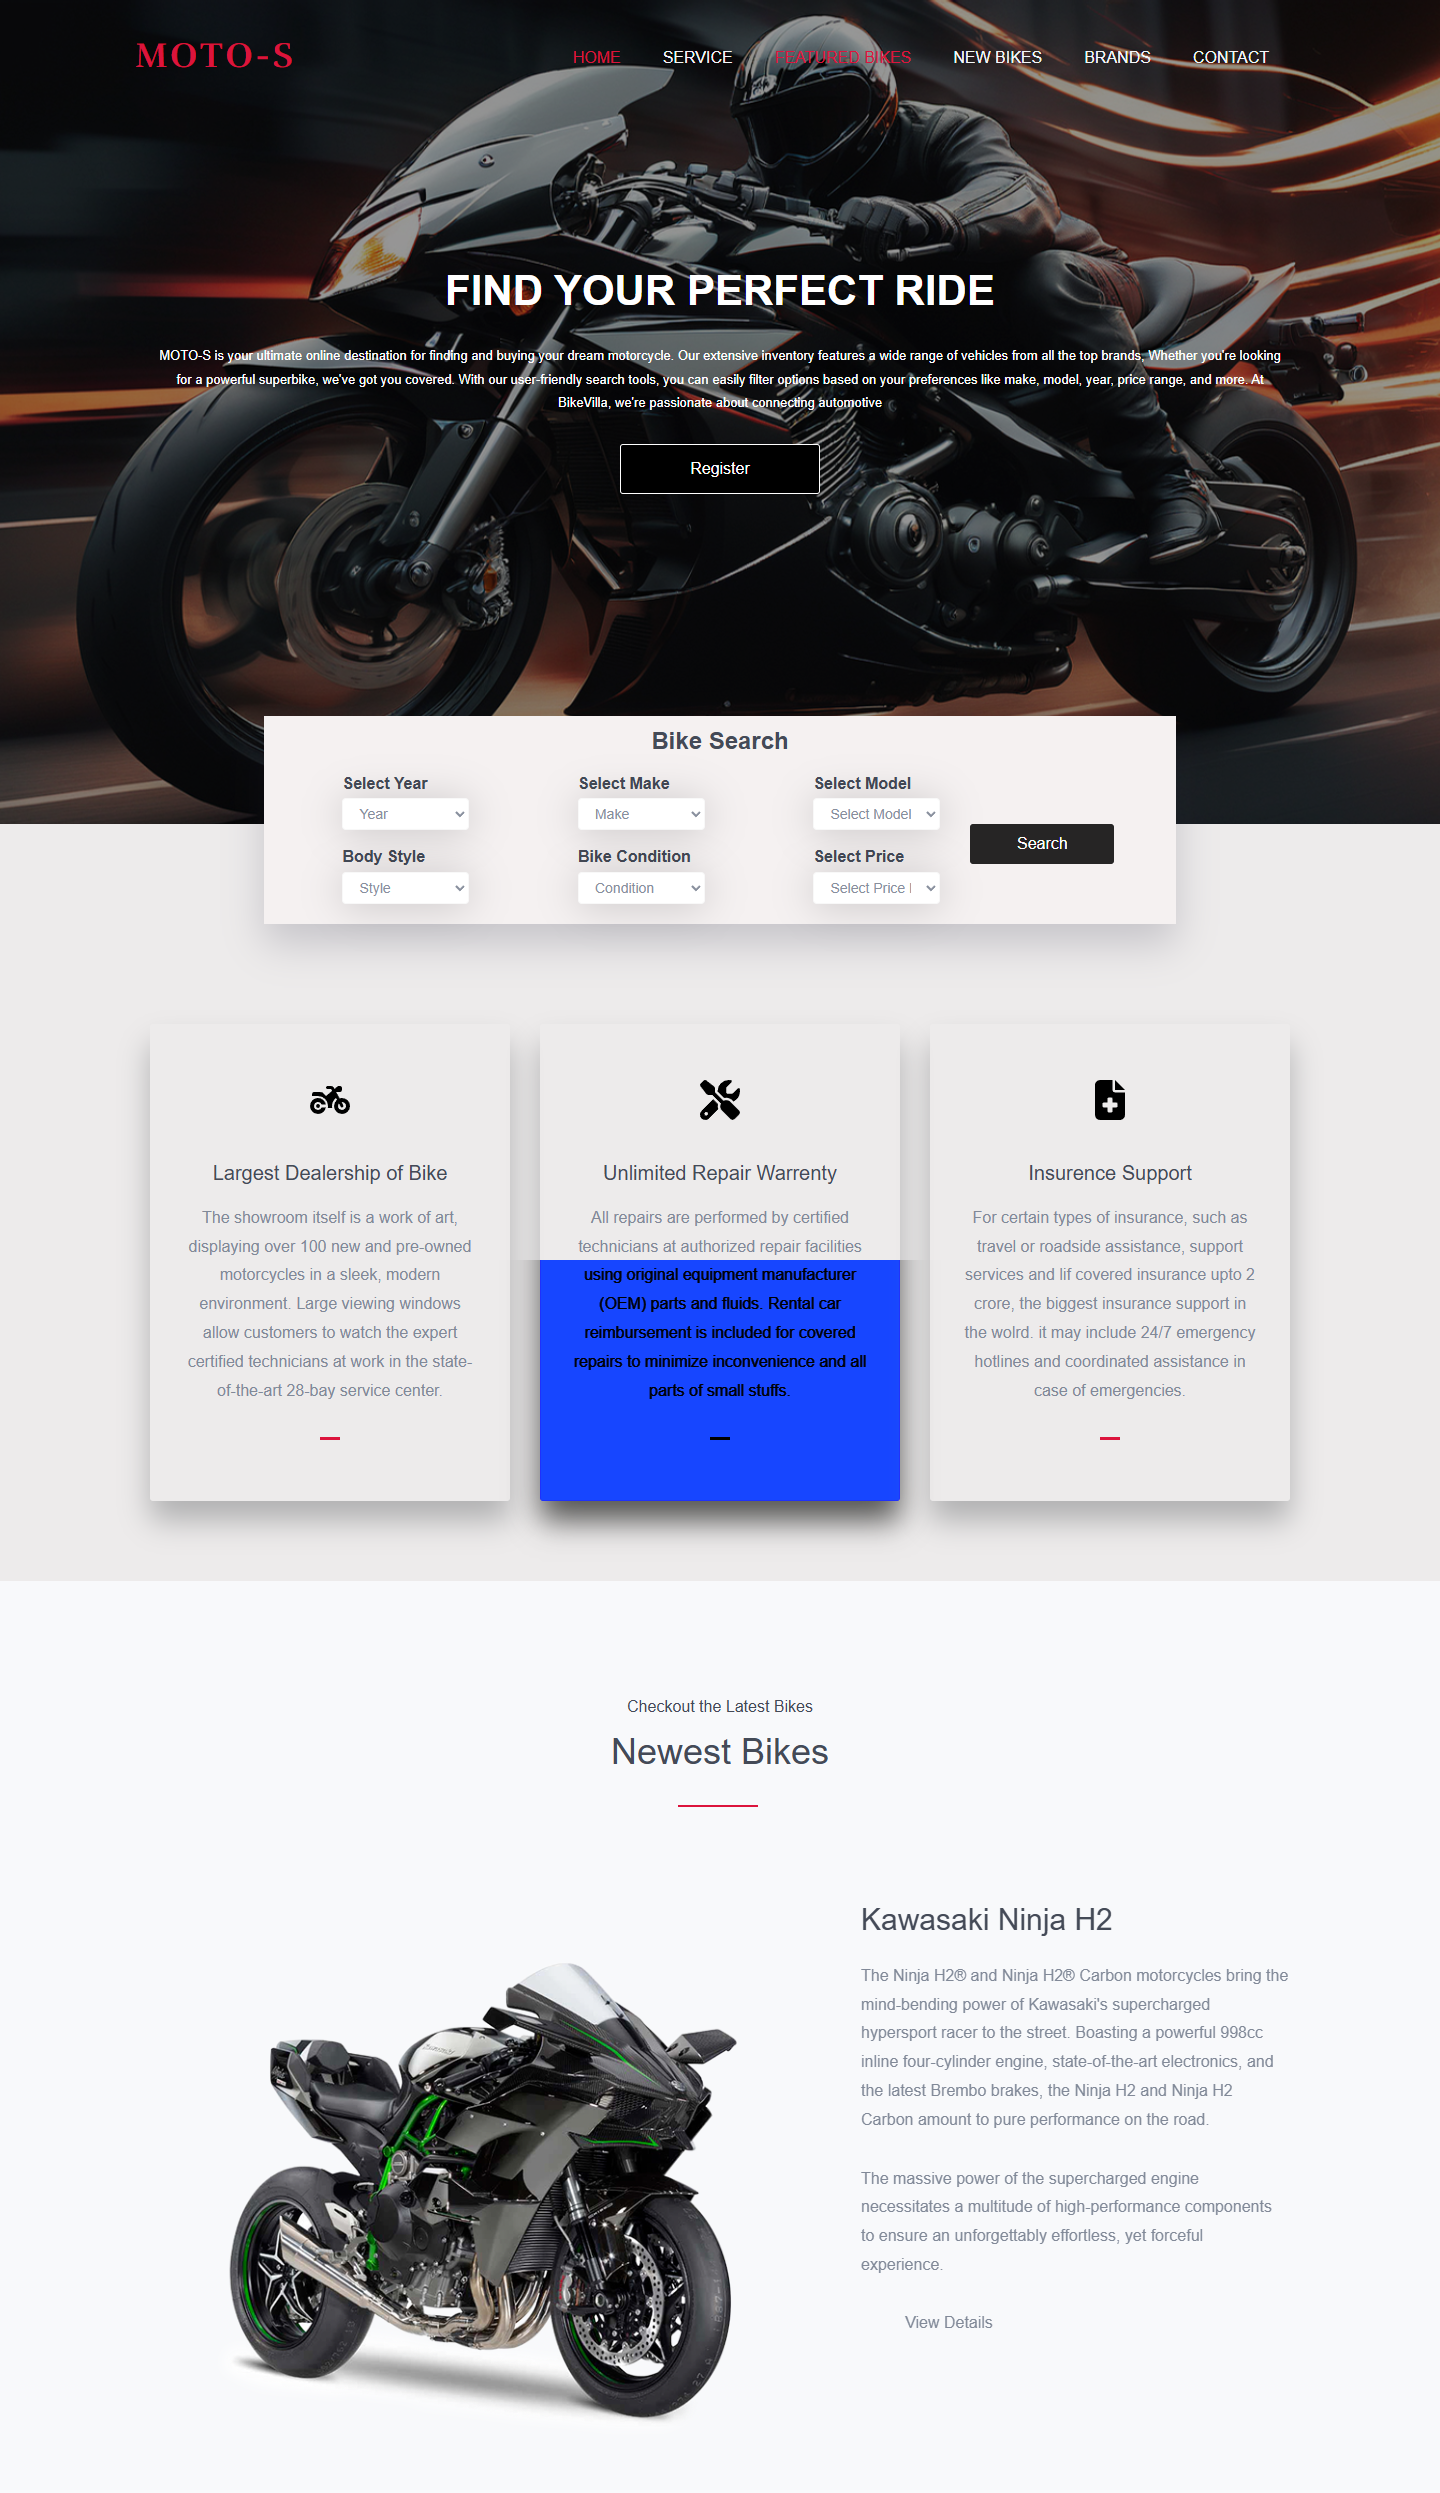 MOTO-S
HOME SERVICE FEATURED BIKES NEW BIKES BRANDS CONTACT
FIND YOUR PERFECT RIDE
MOTO-S is your ultimate online destination for finding and buying your dream motorcycle. Our extensive inventory features a wide range of vehicles from all the top brands, Whether you're looking
for a powerful superbike, we've got you covered. With our user-friendly search tools, you can easily filter options based on your preferences like make, model, year, price range, and more. At
BikeVilla, we're passionate about connecting automotive
Register
Bike Search
Select Year Select Make Select Model
Year Make Select Model
Search
Body Style Bike Condition Select Price
Style Condition Select Price
Largest Dealership of Bike
The showroom itself is a work of art,
displaying over 100 new and pre-owned
motorcycles in a sleek, modern
environment. Large viewing windows
allow customers to watch the expert
certified technicians at work in the state-
of-the-art 28-bay service center.
Unlimited Repair Warrenty
All repairs are performed by certified
technicians at authorized repair facilities
using original equipment manufacturer
(OEM) parts and fluids. Rental car
reimbursement is included for covered
repairs to minimize inconvenience and all
parts of small stuffs.
Insurence Support
For certain types of insurance, such as
travel or roadside assistance, support
services and lif covered insurance upto 2
crore, the biggest insurance support in
the wolrd. it may include 24/7 emergency
hotlines and coordinated assistance in
case of emergencies.
Checkout the Latest Bikes
Newest Bikes
Kawasaki Ninja H2
The Ninja H2® and Ninja H2® Carbon motorcycles bring the
mind-bending power of Kawasaki's supercharged
hypersport racer to the street. Boasting a powerful 998cc
inline four-cylinder engine, state-of-the-art electronics, and
the latest Brembo brakes, the Ninja H2 and Ninja H2
Carbon amount to pure performance on the road.
The massive power of the supercharged engine
necessitates a multitude of high-performance components
to ensure an unforgettably effortless, yet forceful
experience.
View Details